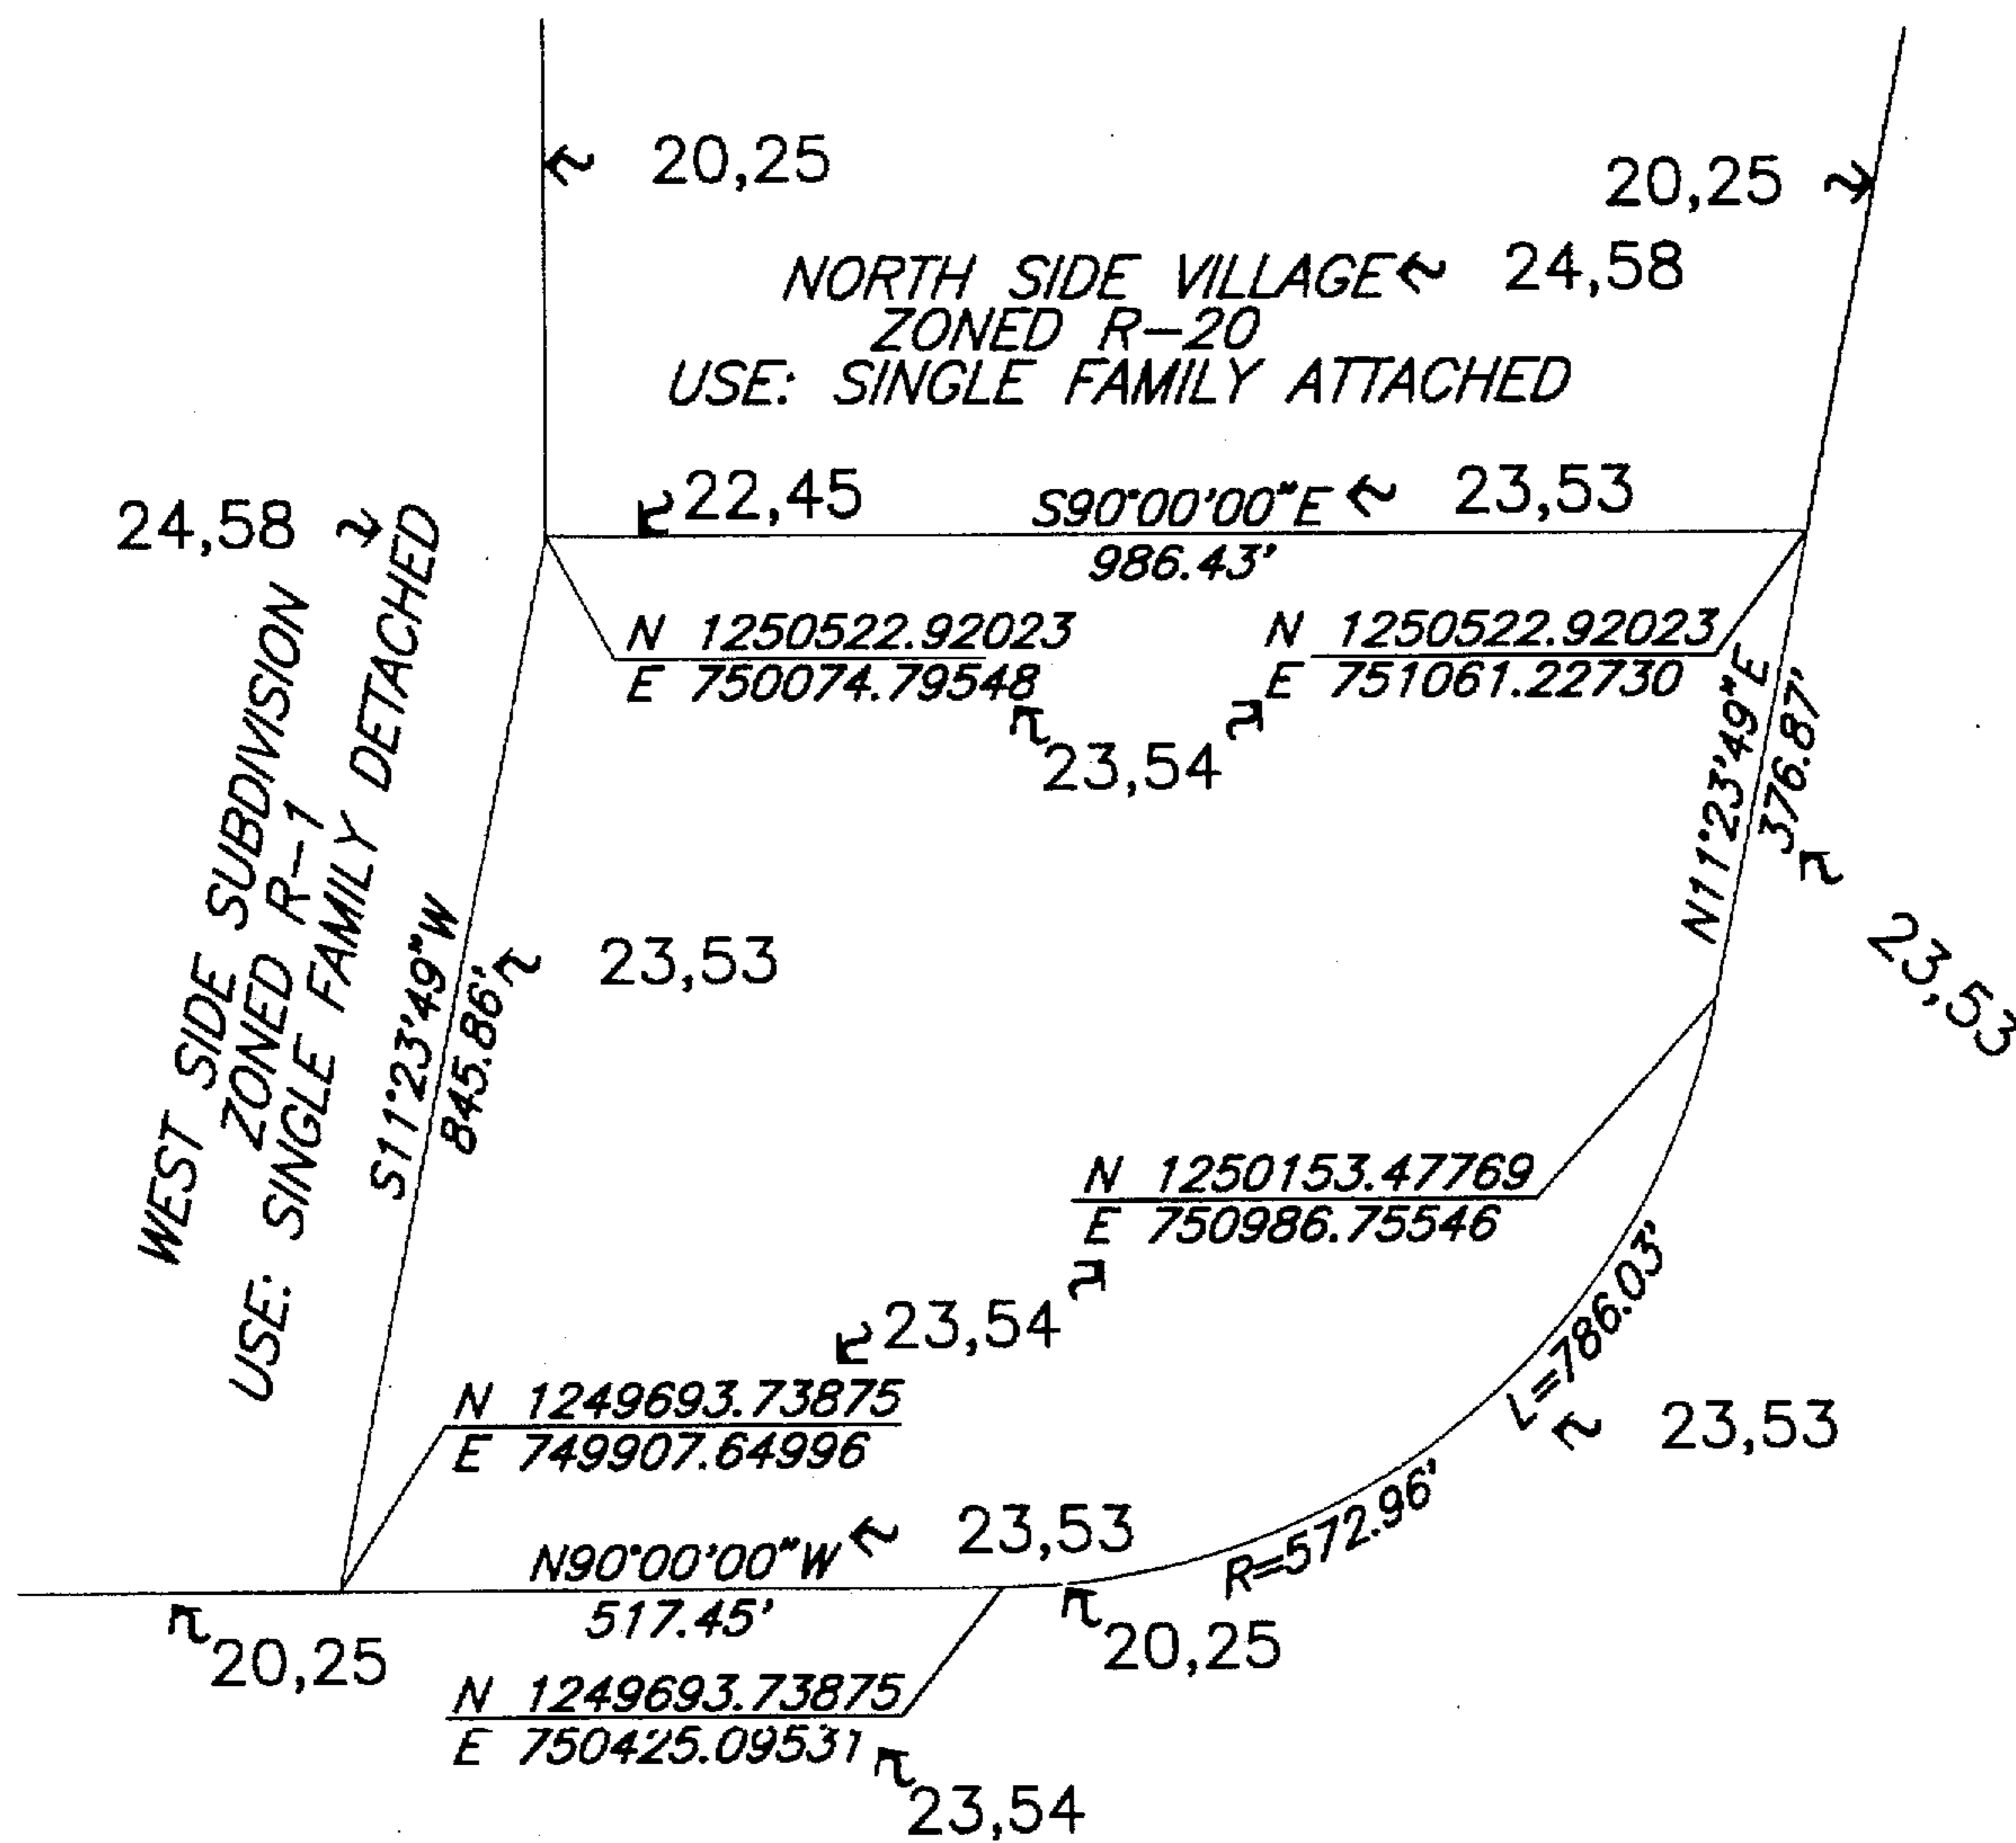 20,25
20,25
NORTH SIDE VILLAGE
24,58
ZONED R-20
USE: SINGLE FAMILY ATTACHED
22,45
S90°00'00"E
23,53
986.43'
24,58
WEST SIDE SUBDIVISION
ZONED R-1
USE: SINGLE FAMILY DETACHED
N 1250522.92023
E 750074.79548
N 1250522.92023
E 751061.22730
23,54
N11°23'49"E
376.87'
23,53
S11°23'49"W
845.86'
23,53
N 1250153.47769
E 750986.75546
23,54
N 1249693.73875
E 749907.64996
L=786.03'
23,53
R=572.96'
N90°00'00"W
23,53
517.45'
20,25
20,25
N 1249693.73875
E 750425.09531
23,54